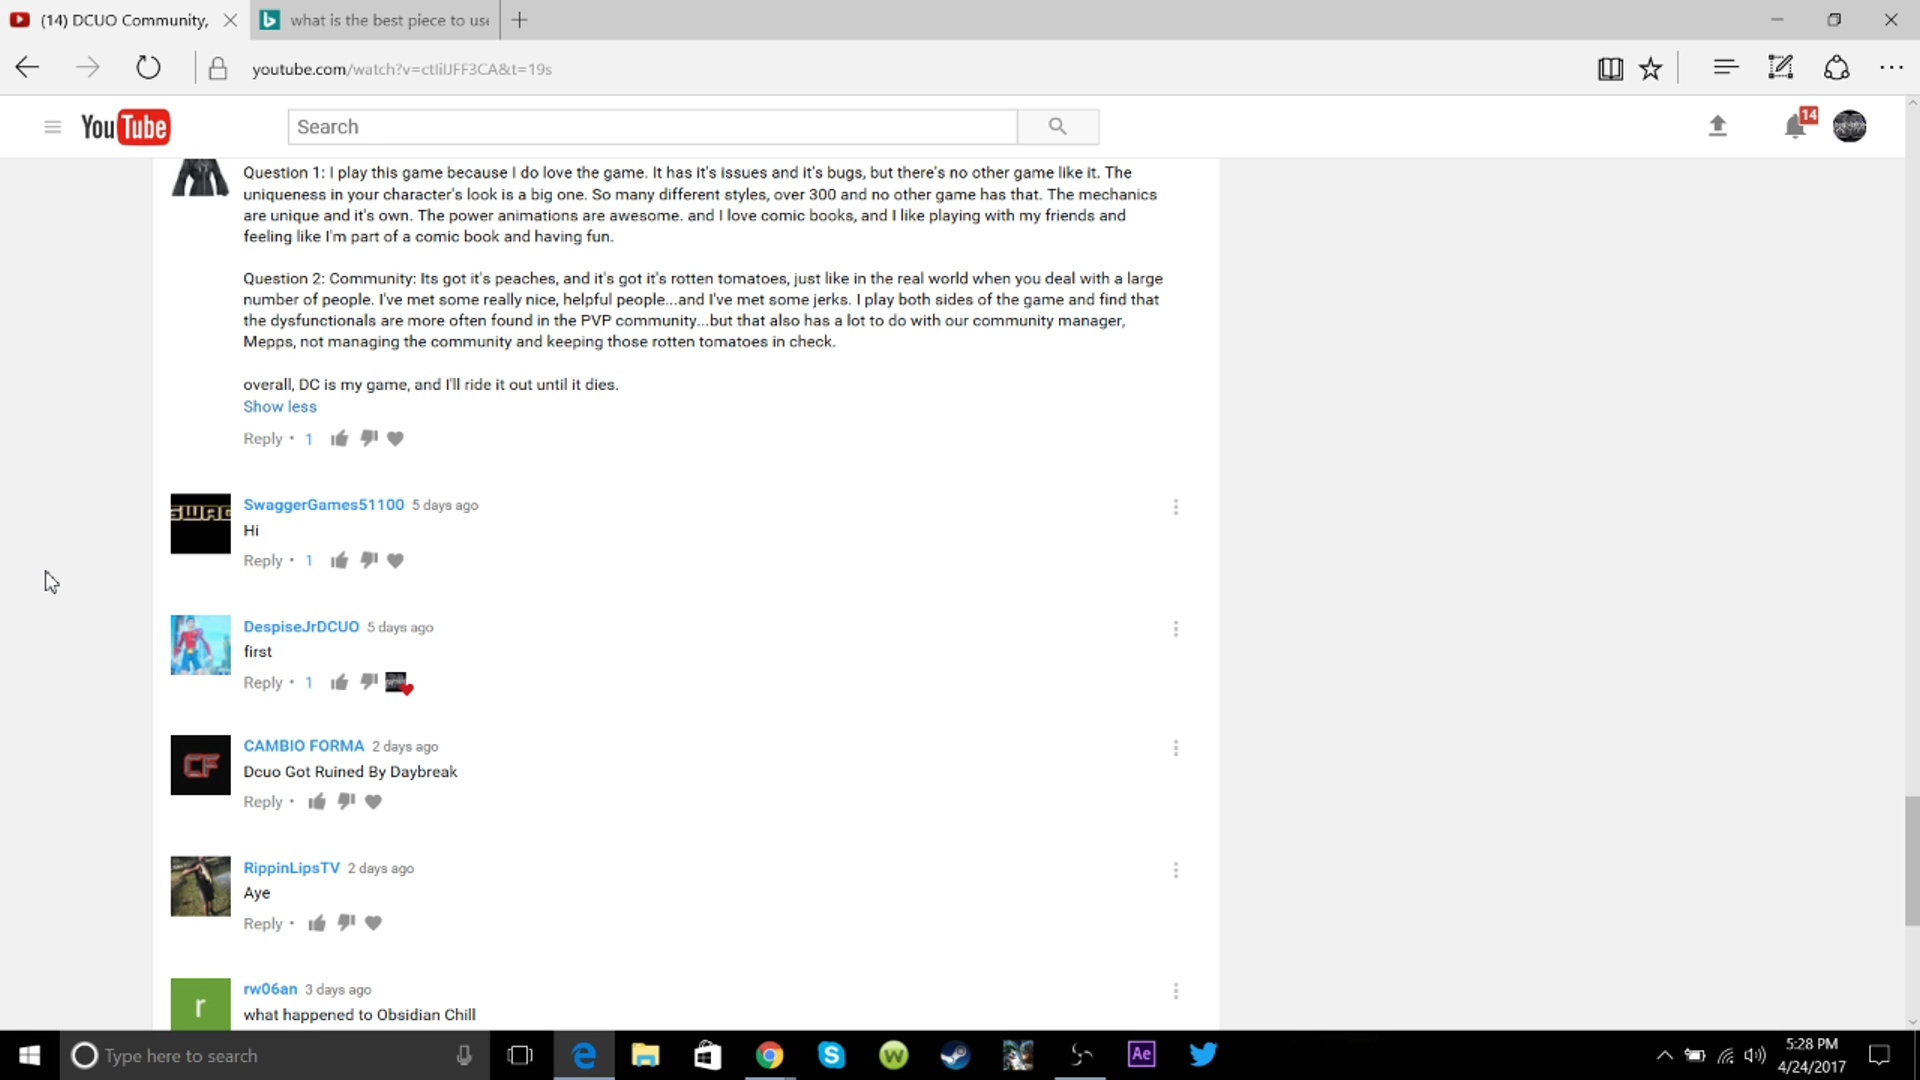 (14) DCUO Community,
what is the best piece to use
youtube.com/watch?v=ctIiIJFF3CA&t=19s
YouTube
Search
14
Question 1: I play this game because I do love the game. It has it's issues and it's bugs, but there's no other game like it. The
uniqueness in your character's look is a big one. So many different styles, over 300 and no other game has that. The mechanics
are unique and it's own. The power animations are awesome. and I love comic books, and I like playing with my friends and
feeling like I'm part of a comic book and having fun.
Question 2: Community: Its got it's peaches, and it's got it's rotten tomatoes, just like in the real world when you deal with a large
number of people. I've met some really nice, helpful people...and I've met some jerks. I play both sides of the game and find that
the dysfunctionals are more often found in the PVP community...but that also has a lot to do with our community manager,
Mepps, not managing the community and keeping those rotten tomatoes in check.
overall, DC is my game, and I'll ride it out until it dies.
Show less
Reply • 1
SWAG
SwaggerGames51100 5 days ago
Hi
Reply • 1
DespiseJrDCUO 5 days ago
first
Reply • 1
CF
CAMBIO FORMA 2 days ago
Dcuo Got Ruined By Daybreak
Reply •
RippinLipsTV 2 days ago
Aye
Reply •
r
rw06an 3 days ago
what happened to Obsidian Chill
Type here to search
Ae
5:28 PM
4/24/2017